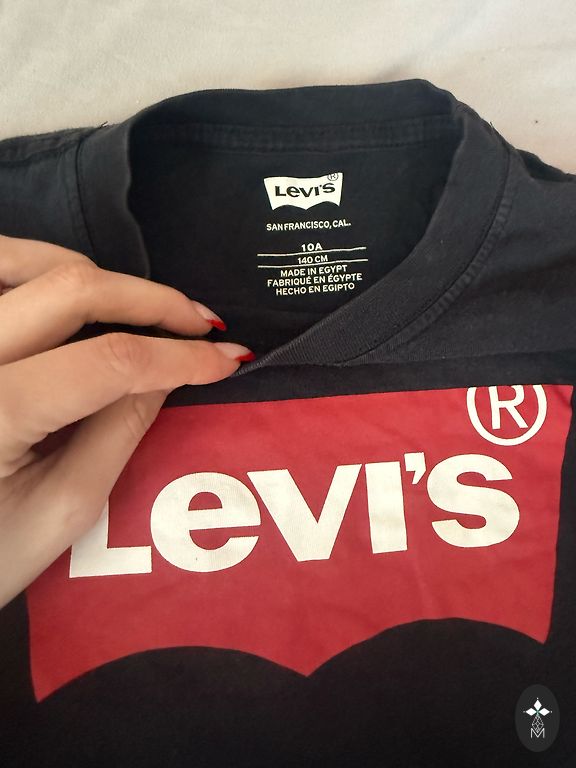 Levi's®
SAN FRANCISCO, CAL.
10A
140 CM
MADE IN EGYPT
FABRIQUÉ EN ÉGYPTE
HECHO EN EGIPTO
Levi's®
M